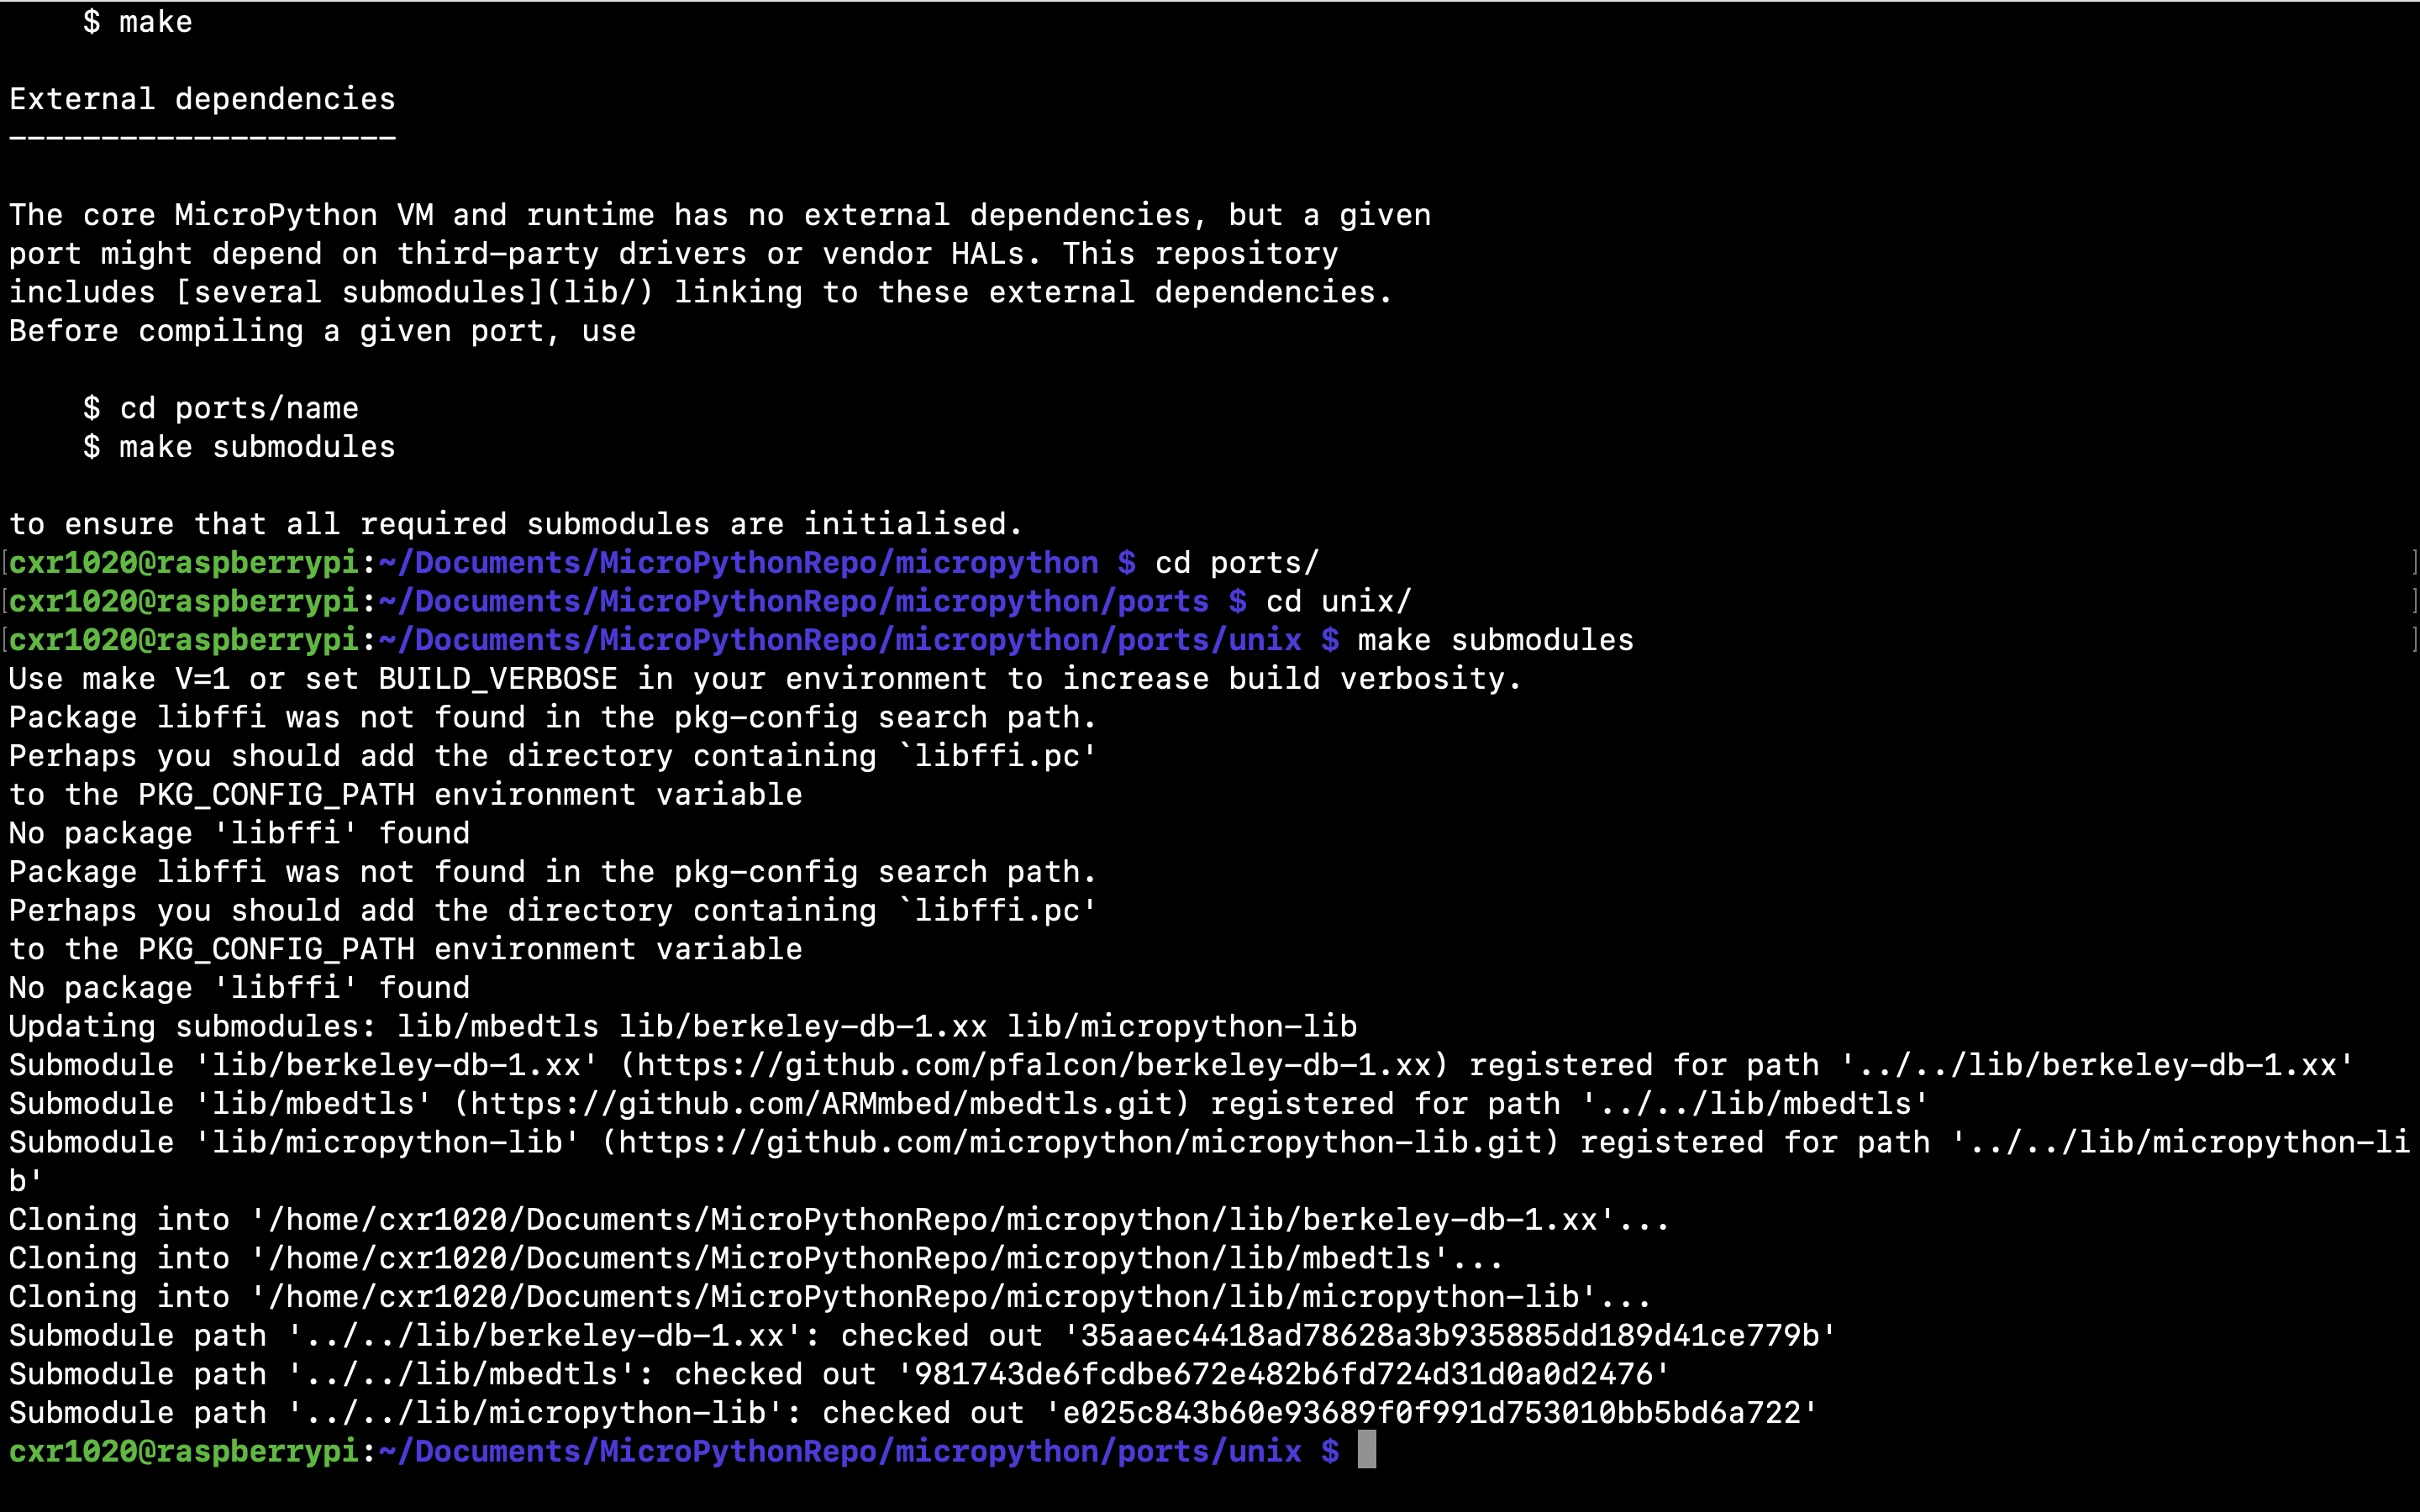 $ make
External dependencies
---------------------
The core MicroPython VM and runtime has no external dependencies, but a given
port might depend on third-party drivers or vendor HALs. This repository
includes [several submodules](lib/) linking to these external dependencies.
Before compiling a given port, use
$ cd ports/name
$ make submodules
to ensure that all required submodules are initialised.
[cxr1020@raspberrypi:~/Documents/MicroPythonRepo/micropython $ cd ports/ ]
[cxr1020@raspberrypi:~/Documents/MicroPythonRepo/micropython/ports $ cd unix/ ]
[cxr1020@raspberrypi:~/Documents/MicroPythonRepo/micropython/ports/unix $ make submodules ]
Use make V=1 or set BUILD_VERBOSE in your environment to increase build verbosity.
Package libffi was not found in the pkg-config search path.
Perhaps you should add the directory containing `libffi.pc'
to the PKG_CONFIG_PATH environment variable
No package 'libffi' found
Package libffi was not found in the pkg-config search path.
Perhaps you should add the directory containing `libffi.pc'
to the PKG_CONFIG_PATH environment variable
No package 'libffi' found
Updating submodules: lib/mbedtls lib/berkeley-db-1.xx lib/micropython-lib
Submodule 'lib/berkeley-db-1.xx' (https://github.com/pfalcon/berkeley-db-1.xx) registered for path '../../lib/berkeley-db-1.xx'
Submodule 'lib/mbedtls' (https://github.com/ARMmbed/mbedtls.git) registered for path '../../lib/mbedtls'
Submodule 'lib/micropython-lib' (https://github.com/micropython/micropython-lib.git) registered for path '../../lib/micropython-li
b'
Cloning into '/home/cxr1020/Documents/MicroPythonRepo/micropython/lib/berkeley-db-1.xx'...
Cloning into '/home/cxr1020/Documents/MicroPythonRepo/micropython/lib/mbedtls'...
Cloning into '/home/cxr1020/Documents/MicroPythonRepo/micropython/lib/micropython-lib'...
Submodule path '../../lib/berkeley-db-1.xx': checked out '35aaec4418ad78628a3b935885dd189d41ce779b'
Submodule path '../../lib/mbedtls': checked out '981743de6fcdbe672e482b6fd724d31d0a0d2476'
Submodule path '../../lib/micropython-lib': checked out 'e025c843b60e93689f0f991d753010bb5bd6a722'
cxr1020@raspberrypi:~/Documents/MicroPythonRepo/micropython/ports/unix $